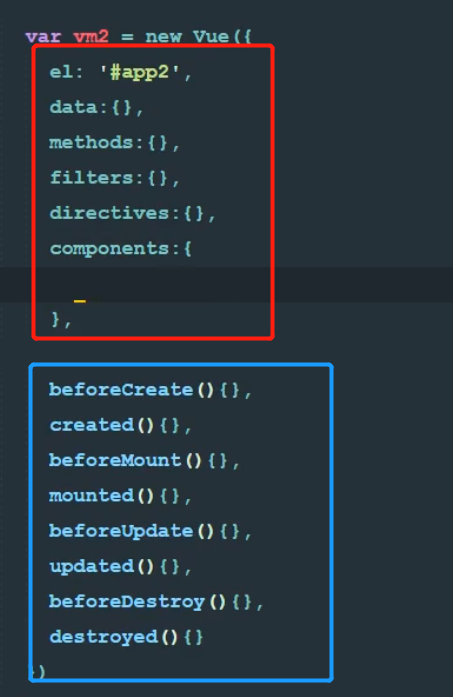 var vm2 = new Vue({
el: '#app2',
data:{},
methods:{},
filters:{},
directives:{},
components:{
},
beforeCreate(){},
created(){},
beforeMount(){},
mounted(){},
beforeUpdate(){},
updated(){},
beforeDestroy(){},
destroyed(){}
})